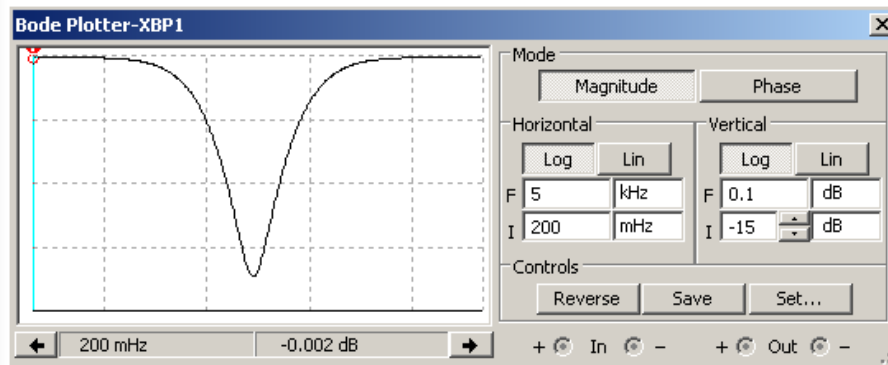 Bode Plotter-XBP1
Mode
Magnitude Phase
Horizontal Vertical
Log Lin Log Lin
F 5 kHz F 0.1 dB
I 200 mHz I -15 dB
Controls
Reverse Save Set...
200 mHz -0.002 dB + In - + Out -